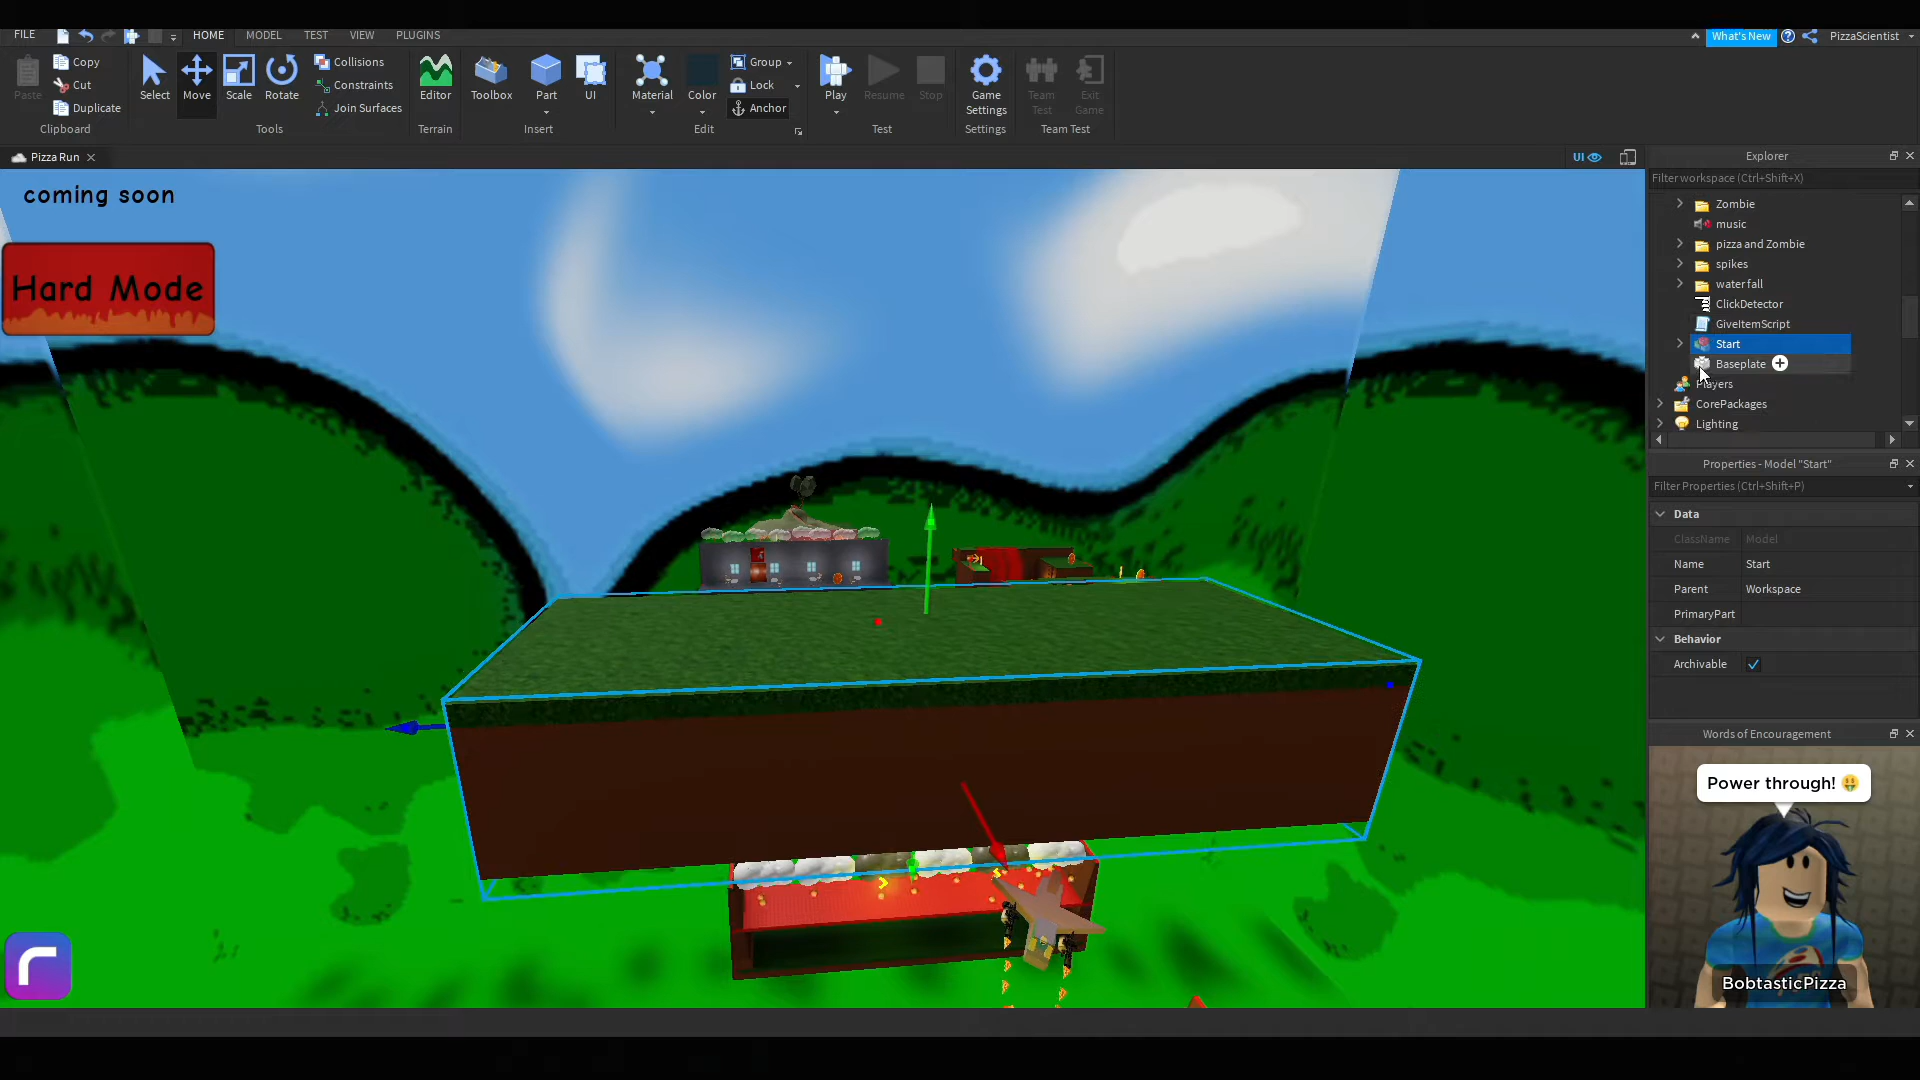 FILE HOME MODEL TEST VIEW PLUGINS What's New PizzaScientist
Paste Copy Cut Duplicate Clipboard
Select Move Scale Rotate Collisions Constraints Join Surfaces Tools
Editor Terrain
Toolbox Part UI Insert
Material Color Group Lock Anchor Edit
Play Resume Stop Test
Game Settings Settings
Team Test Exit Game Team Test
Pizza Run
UI
coming soon
Hard Mode
Explorer
Filter workspace (Ctrl+Shift+X)
Zombie
music
pizza and Zombie
spikes
water fall
ClickDetector
GiveItemScript
Start
Baseplate
Players
CorePackages
Lighting
Properties - Model "Start"
Filter Properties (Ctrl+Shift+P)
Data
ClassName Model
Name Start
Parent Workspace
PrimaryPart
Behavior
Archivable
Words of Encouragement
Power through! 🤑
BobtasticPizza